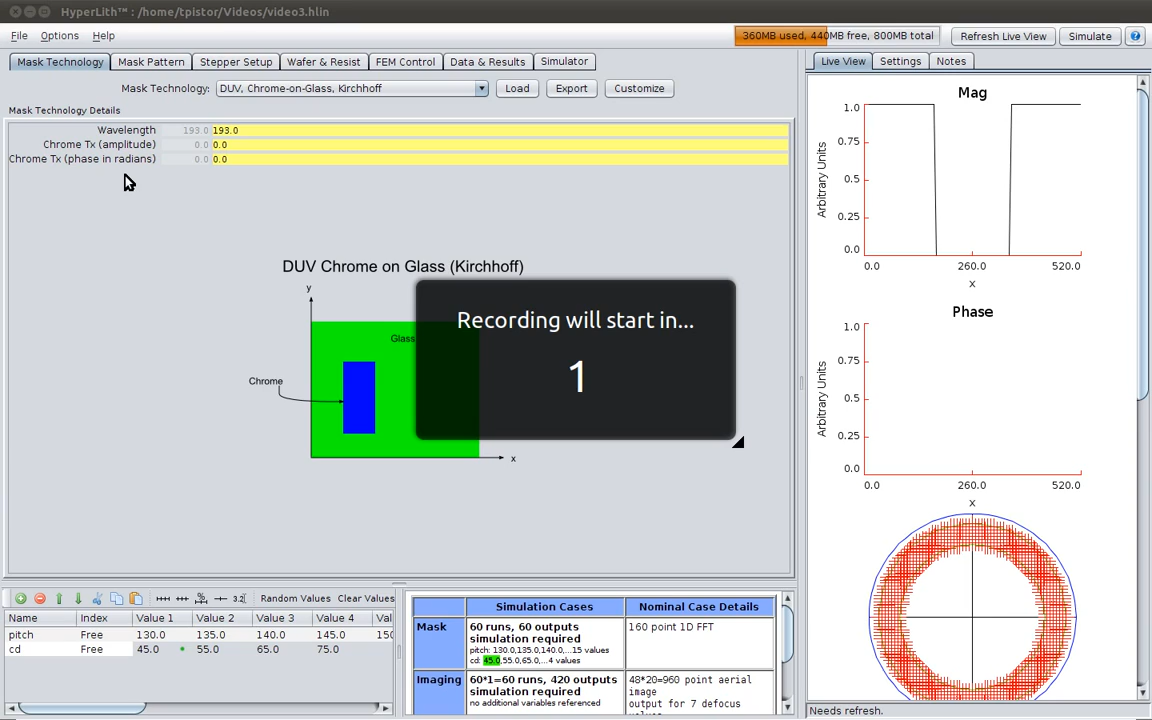 HyperLith™ : /home/tpistor/Videos/video3.hlin
File Options Help
360MB used, 440MB free, 800MB total
Refresh Live View
Simulate
?
Mask Technology
Mask Pattern
Stepper Setup
Wafer & Resist
FEM Control
Data & Results
Simulator
Mask Technology:
DUV, Chrome-on-Glass, Kirchhoff
Load
Export
Customize
Mask Technology Details
Wavelength 193.0 193.0
Chrome Tx (amplitude) 0.0 0.0
Chrome Tx (phase in radians) 0.0 0.0
DUV Chrome on Glass (Kirchhoff)
y
Glass
Chrome
x
Recording will start in...
1
Random Values
Clear Values
Name Index Value 1 Value 2 Value 3 Value 4 Val
pitch Free 130.0 135.0 140.0 145.0 150
cd Free 45.0 55.0 65.0 75.0
3.2
%
Simulation Cases
Nominal Case Details
Mask
60 runs, 60 outputs
simulation required
pitch: 130.0,135.0,140.0,...15 values
cd: 45.0,55.0,65.0,...4 values
160 point 1D FFT
Imaging
60*1=60 runs, 420 outputs
simulation required
no additional variables referenced
48*20=960 point aerial
image
output for 7 defocus
values
Live View
Settings
Notes
Mag
Arbitrary Units
1.0
0.75
0.5
0.25
0.0
0.0 260.0 520.0
x
Phase
Arbitrary Units
1.0
0.75
0.5
0.25
0.0
0.0 260.0 520.0
x
Needs refresh.